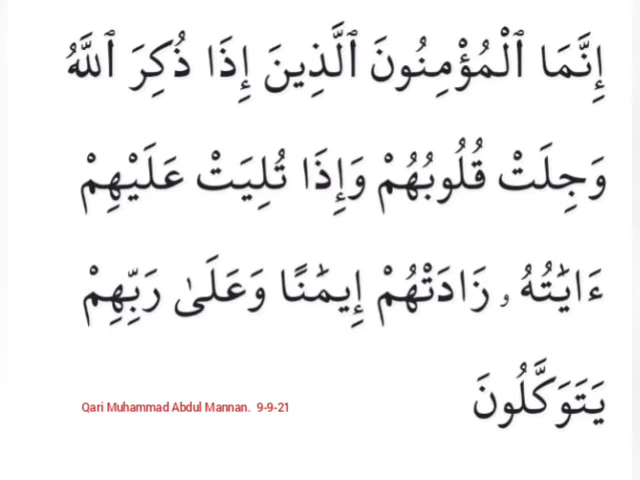 إِنَّمَا ٱلْمُؤْمِنُونَ ٱلَّذِينَ إِذَا ذُكِرَ ٱللَّهُ
وَجِلَتْ قُلُوبُهُمْ وَإِذَا تُلِيَتْ عَلَيْهِمْ
ءَايَٰتُهُۥ زَادَتْهُمْ إِيمَٰنًا وَعَلَىٰ رَبِّهِمْ
يَتَوَكَّلُونَ
Qari Muhammad Abdul Mannan. 9-9-21